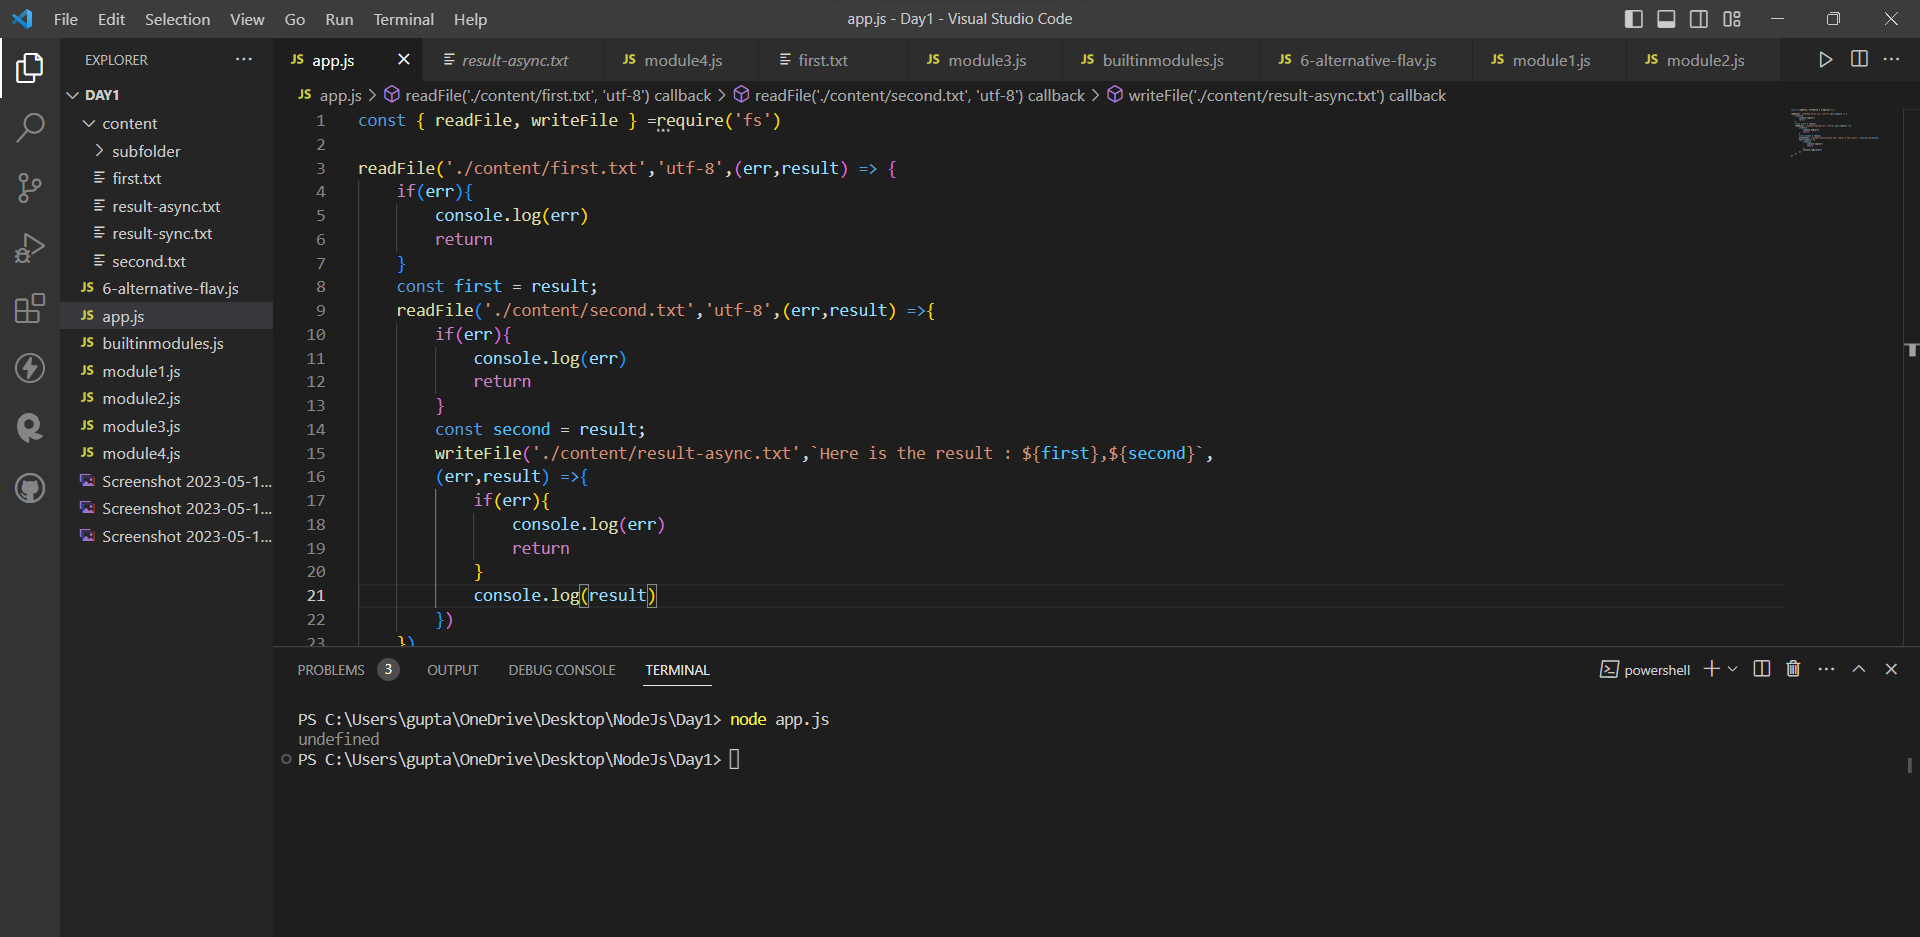 File Edit Selection View Go Run Terminal Help
app.js - Day1 - Visual Studio Code
EXPLORER
DAY1
content
subfolder
first.txt
result-async.txt
result-sync.txt
second.txt
JS 6-alternative-flav.js
JS app.js
JS builtinmodules.js
JS module1.js
JS module2.js
JS module3.js
JS module4.js
Screenshot 2023-05-1...
Screenshot 2023-05-1...
Screenshot 2023-05-1...
JS app.js result-async.txt JS module4.js first.txt JS module3.js JS builtinmodules.js JS 6-alternative-flav.js JS module1.js JS module2.js
JS app.js > readFile('./content/first.txt', 'utf-8') callback > readFile('./content/second.txt', 'utf-8') callback > writeFile('./content/result-async.txt') callback
1 const { readFile, writeFile } =require('fs')
2
3 readFile('./content/first.txt','utf-8',(err,result) => {
4 if(err){
5 console.log(err)
6 return
7 }
8 const first = result;
9 readFile('./content/second.txt','utf-8',(err,result) =>{
10 if(err){
11 console.log(err)
12 return
13 }
14 const second = result;
15 writeFile('./content/result-async.txt',`Here is the result : ${first},${second}`,
16 (err,result) =>{
17 if(err){
18 console.log(err)
19 return
20 }
21 console.log(result)
22 })
23 })
PROBLEMS 3 OUTPUT DEBUG CONSOLE TERMINAL
powershell
PS C:\Users\gupta\OneDrive\Desktop\NodeJs\Day1> node app.js
undefined
PS C:\Users\gupta\OneDrive\Desktop\NodeJs\Day1>